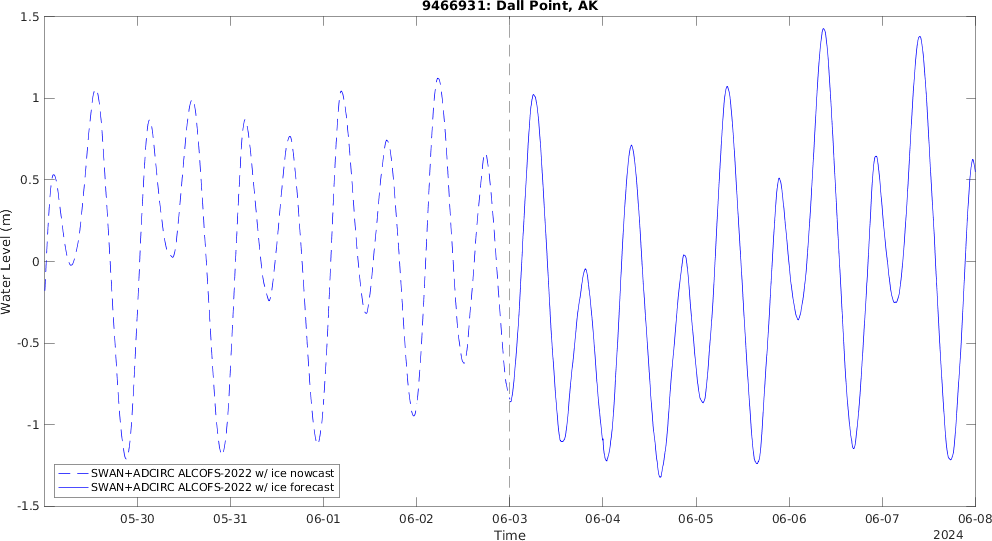 9466931: Dall Point, AK
1.5
1
0.5
0
-0.5
-1
-1.5
Water Level (m)
SWAN+ADCIRC ALCOFS-2022 w/ ice nowcast
SWAN+ADCIRC ALCOFS-2022 w/ ice forecast
05-30 05-31 06-01 06-02 06-03 06-04 06-05 06-06 06-07 06-08
Time
2024